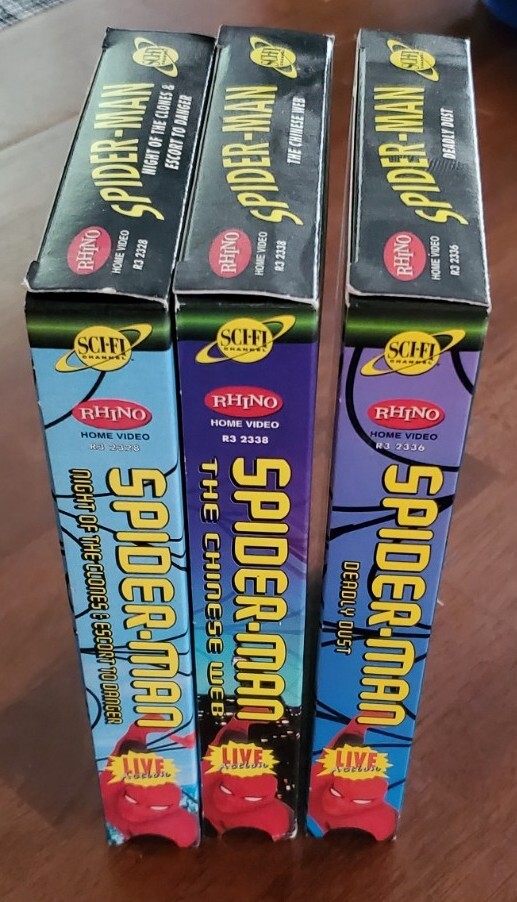 SCI-FI
CHANNEL
SPIDER-MAN
NIGHT OF THE CLONES &
ESCORT TO DANGER
RHINO
HOME VIDEO
R3 2328
SCI-FI
CHANNEL
RHINO
HOME VIDEO
R3 2328
SPIDER-MAN
NIGHT OF THE CLONES & ESCORT TO DANGER
LIVE
SCI-FI
CHANNEL
SPIDER-MAN
THE CHINESE WEB
RHINO
HOME VIDEO
R3 2338
SCI-FI
CHANNEL
RHINO
HOME VIDEO
R3 2338
SPIDER-MAN
THE CHINESE WEB
LIVE
SCI-FI
CHANNEL
SPIDER-MAN
DEADLY DUST
RHINO
HOME VIDEO
R3 2336
SCI-FI
CHANNEL
RHINO
HOME VIDEO
R3 2336
SPIDER-MAN
DEADLY DUST
LIVE